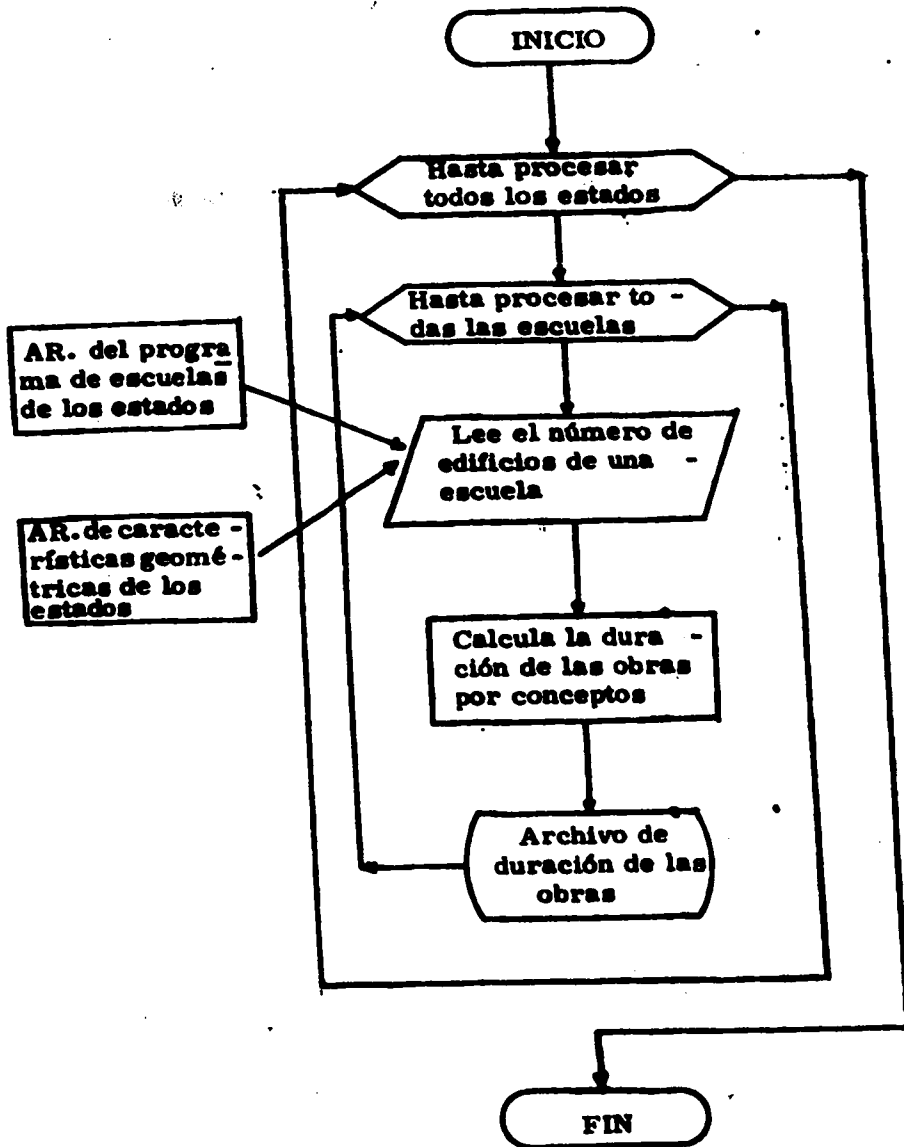 INICIO
Hasta procesar
todos los estados
Hasta procesar to -
das las escuelas
AR. del progra
ma de escuelas
de los estados
Lee el número de
edificios de una -
escuela
AR. de caracte -
rísticas geomé -
tricas de los
estados
Calcula la dura -
ción de las obras
por conceptos
Archivo de
duración de las
obras
FIN